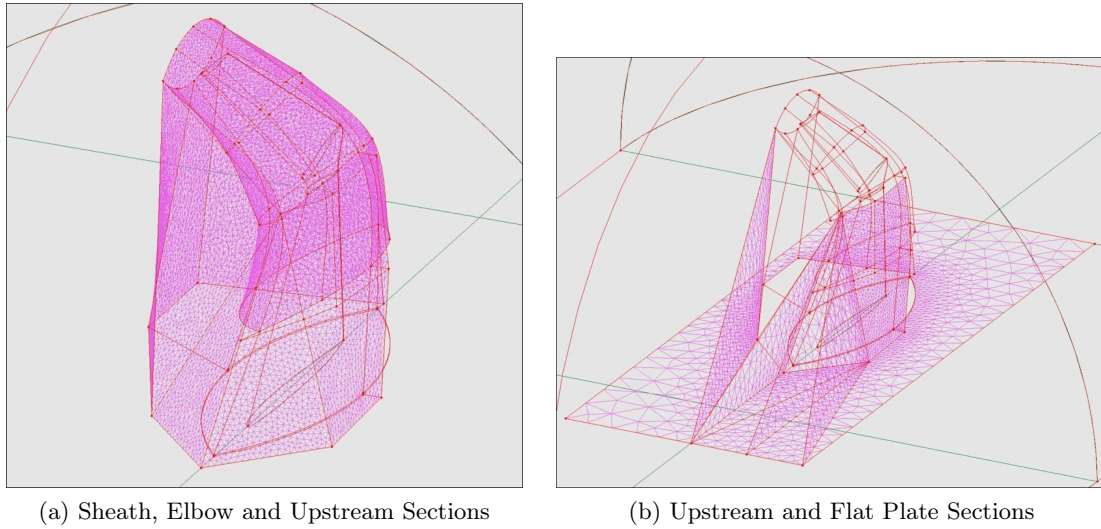 (a) Sheath, Elbow and Upstream Sections
(b) Upstream and Flat Plate Sections